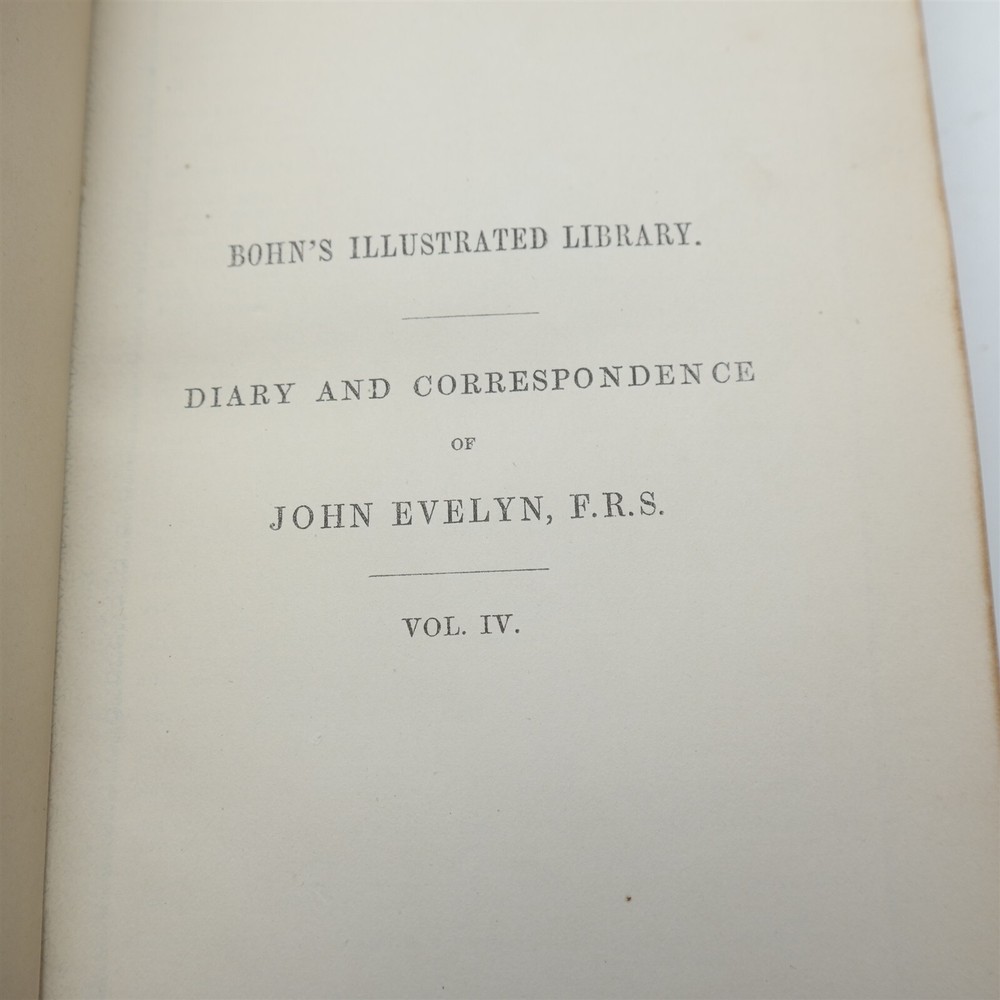 BOHN'S ILLUSTRATED LIBRARY.
DIARY AND CORRESPONDENCE
OF
JOHN EVELYN, F.R.S.
VOL. IV.